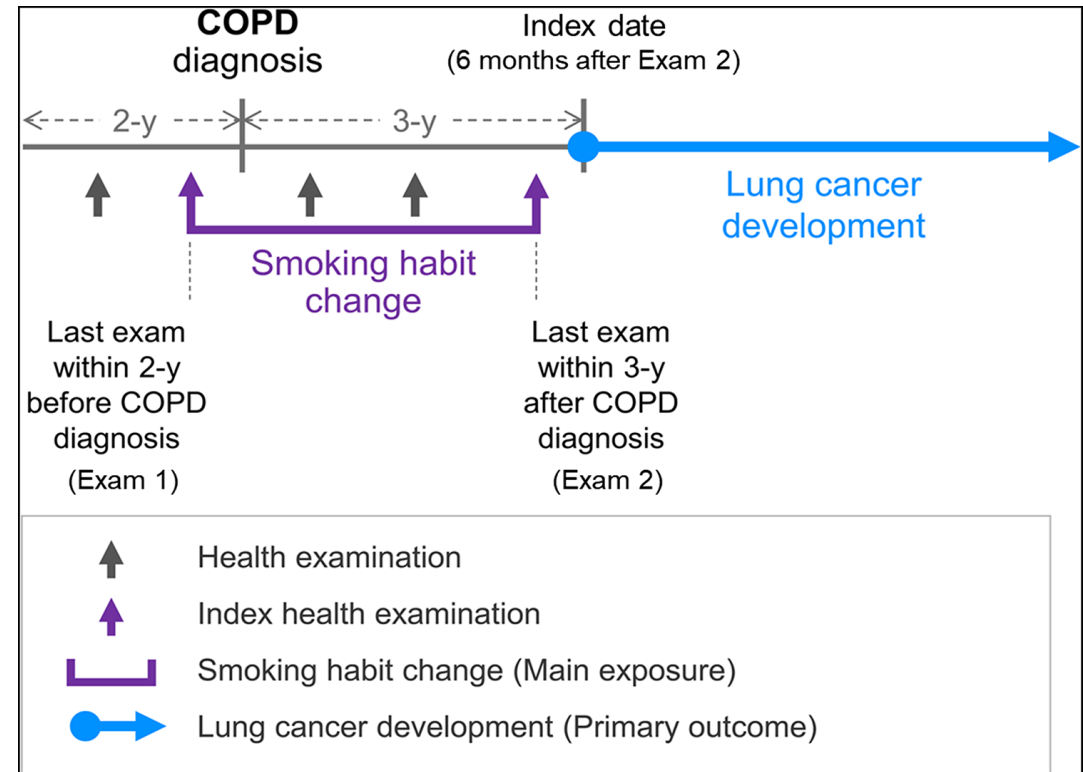 COPD
diagnosis
Index date
(6 months after Exam 2)
2-y
3-y
Lung cancer
development
Smoking habit
change
Last exam
within 2-y
before COPD
diagnosis
(Exam 1)
Last exam
within 3-y
after COPD
diagnosis
(Exam 2)
Health examination
Index health examination
Smoking habit change (Main exposure)
Lung cancer development (Primary outcome)